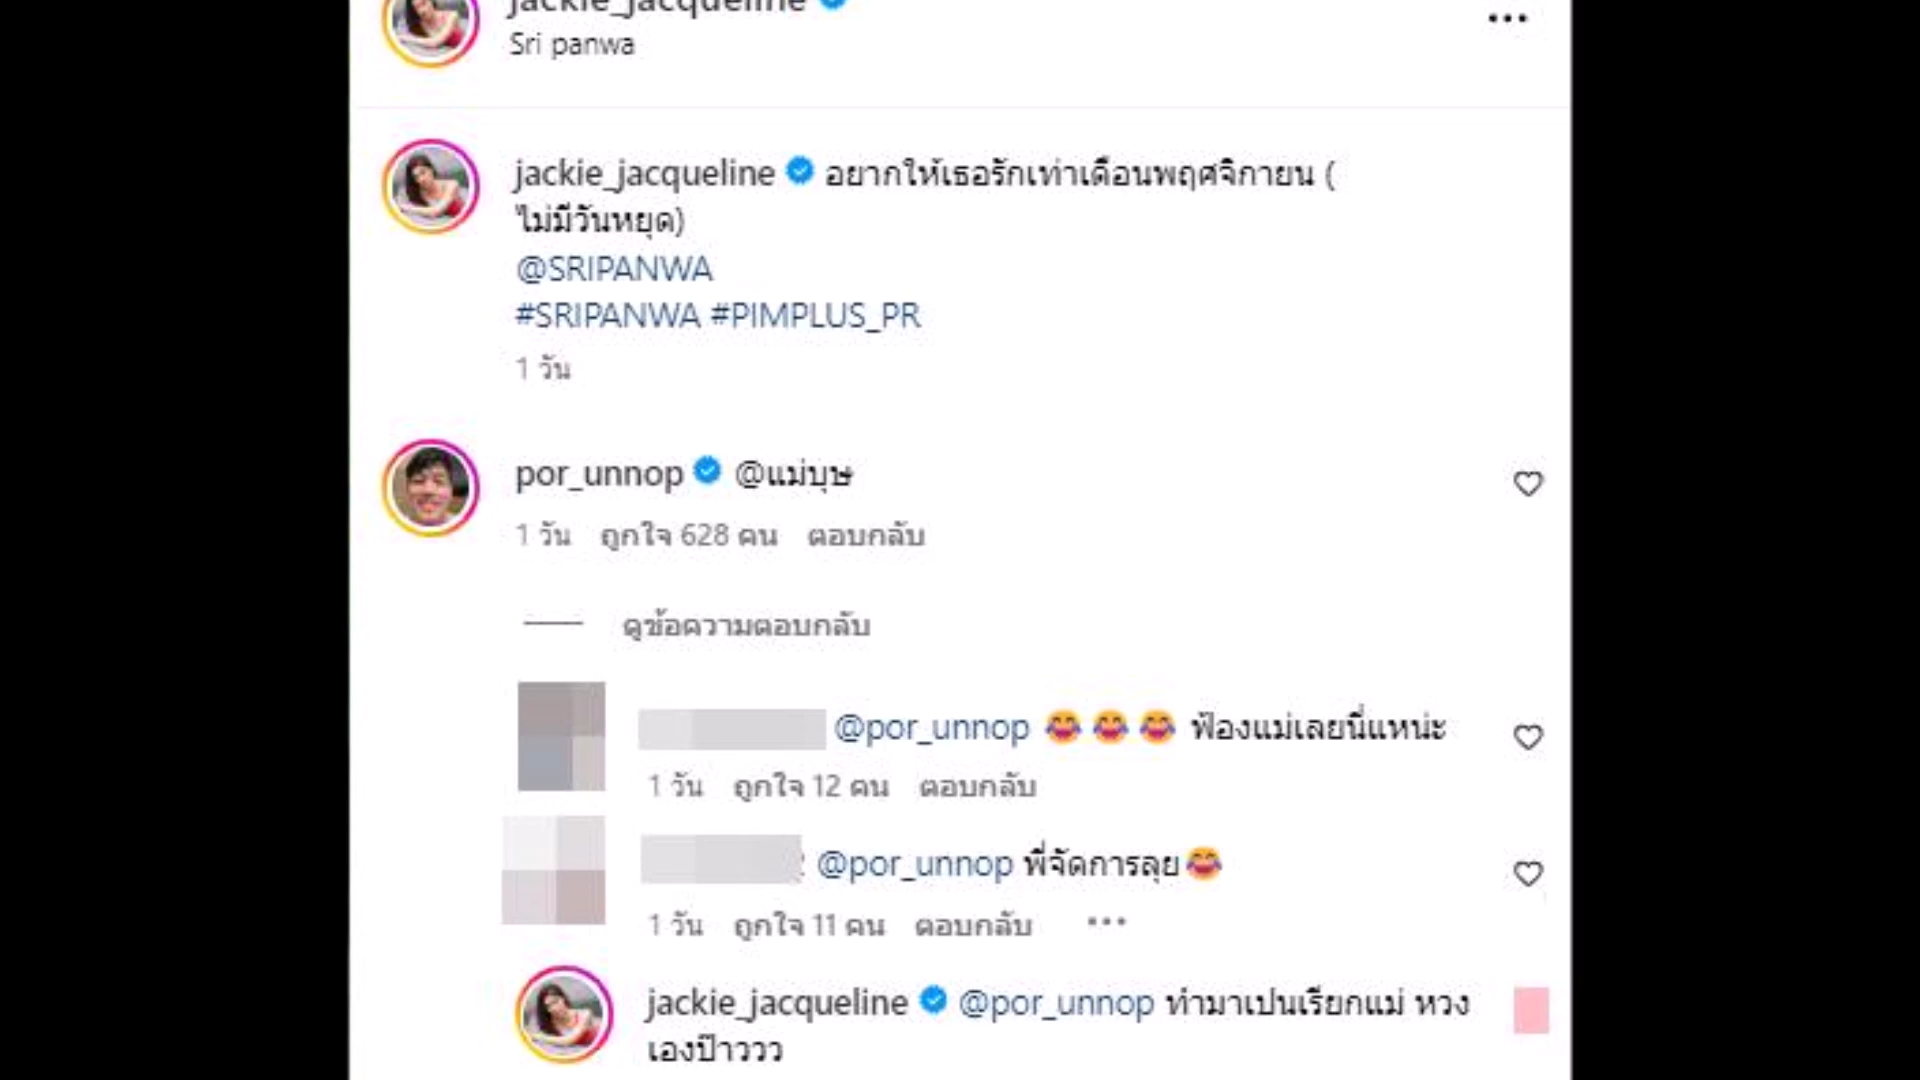 jackie_jacqueline
Sri panwa
jackie_jacqueline อยากให้เธอรักเท่าเดือนพฤศจิกายน (
ไม่มีวันหยุด)
@SRIPANWA
#SRIPANWA #PIMPLUS_PR
1 วัน
por_unnop @แม่บุษ
1 วัน ถูกใจ 628 คน ตอบกลับ
ดูข้อความตอบกลับ
@por_unnop 😂 😂 😂 ฟ้องแม่เลยนี่แหน่ะ
1 วัน ถูกใจ 12 คน ตอบกลับ
@por_unnop พี่จัดการลุย😂
1 วัน ถูกใจ 11 คน ตอบกลับ
jackie_jacqueline @por_unnop ทำมาเปนเรียกแม่ หวง
เองป๊าววว